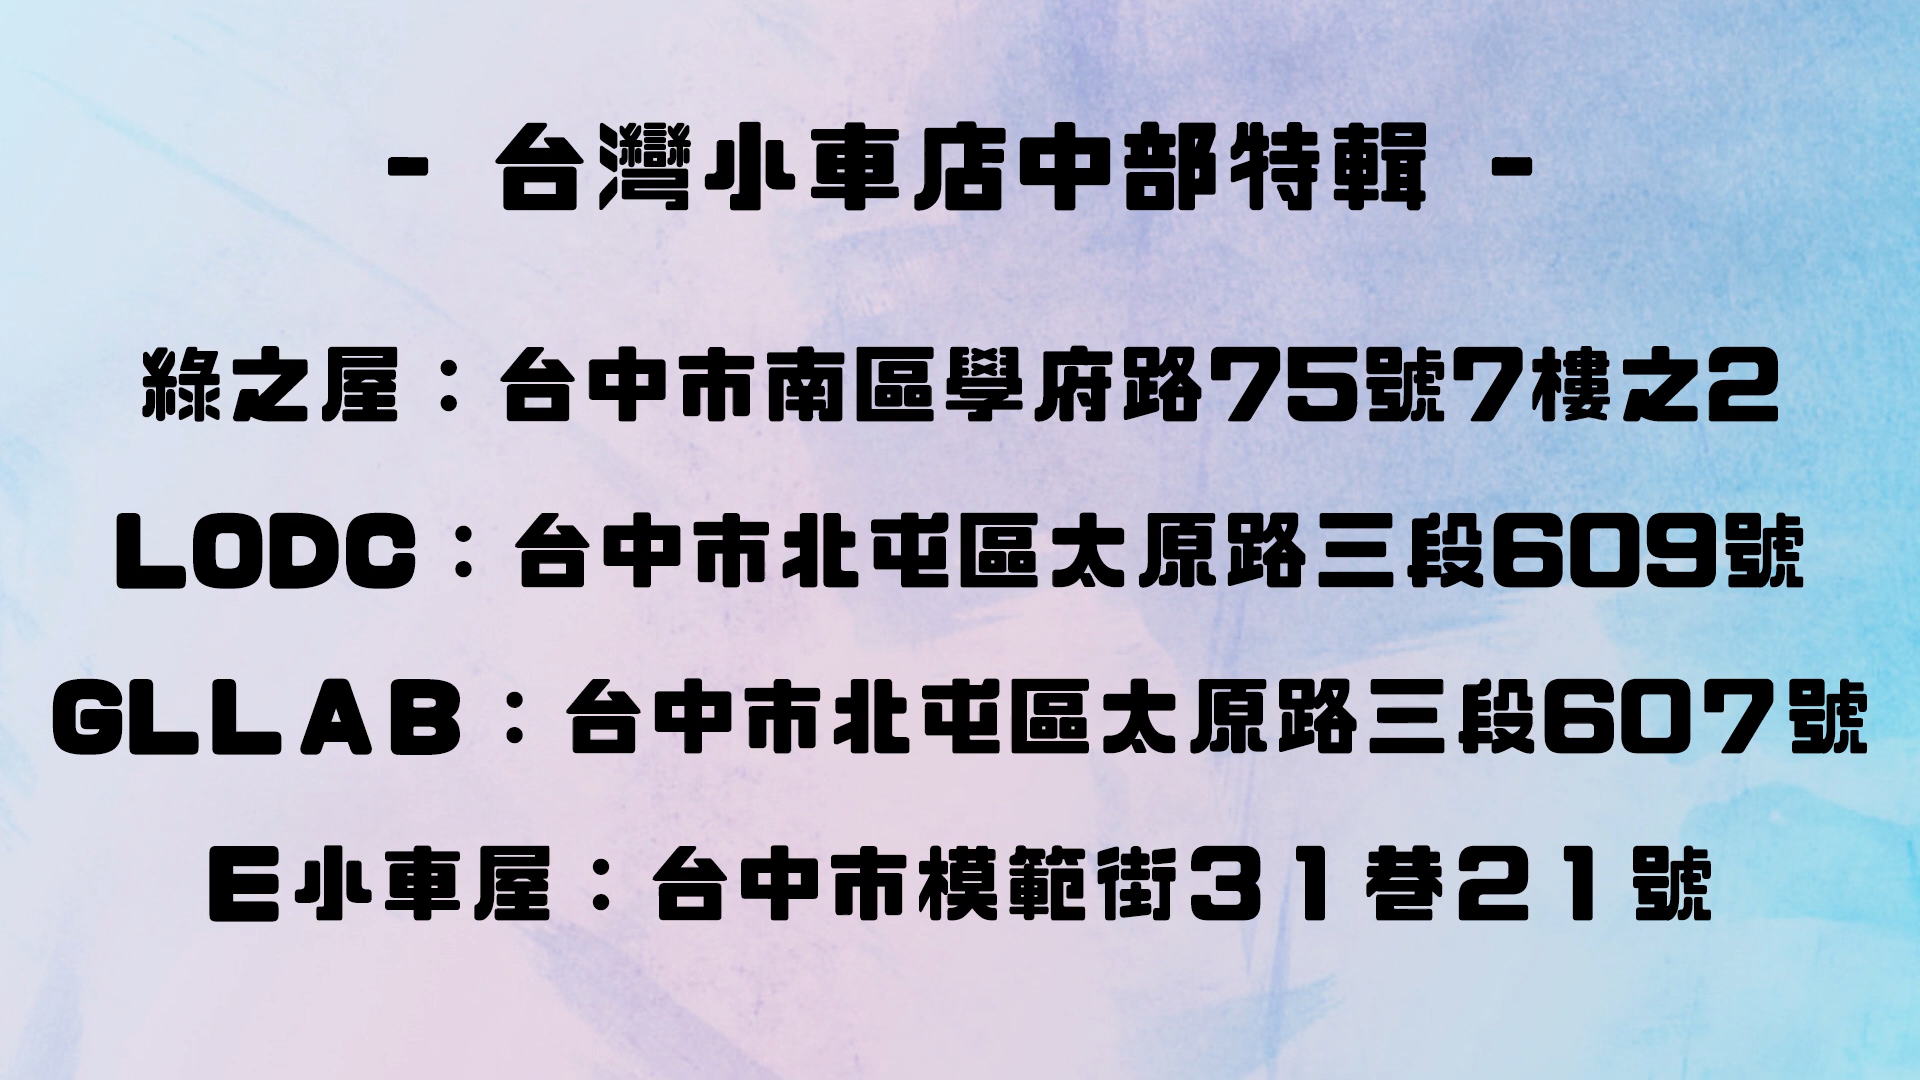 - 台灣小車店中部特輯 -
綠之屋：台中市南區學府路75號7樓之2
LODC：台中市北屯區太原路三段609號
GLLAB：台中市北屯區太原路三段607號
E小車屋：台中市模範街31巷21號